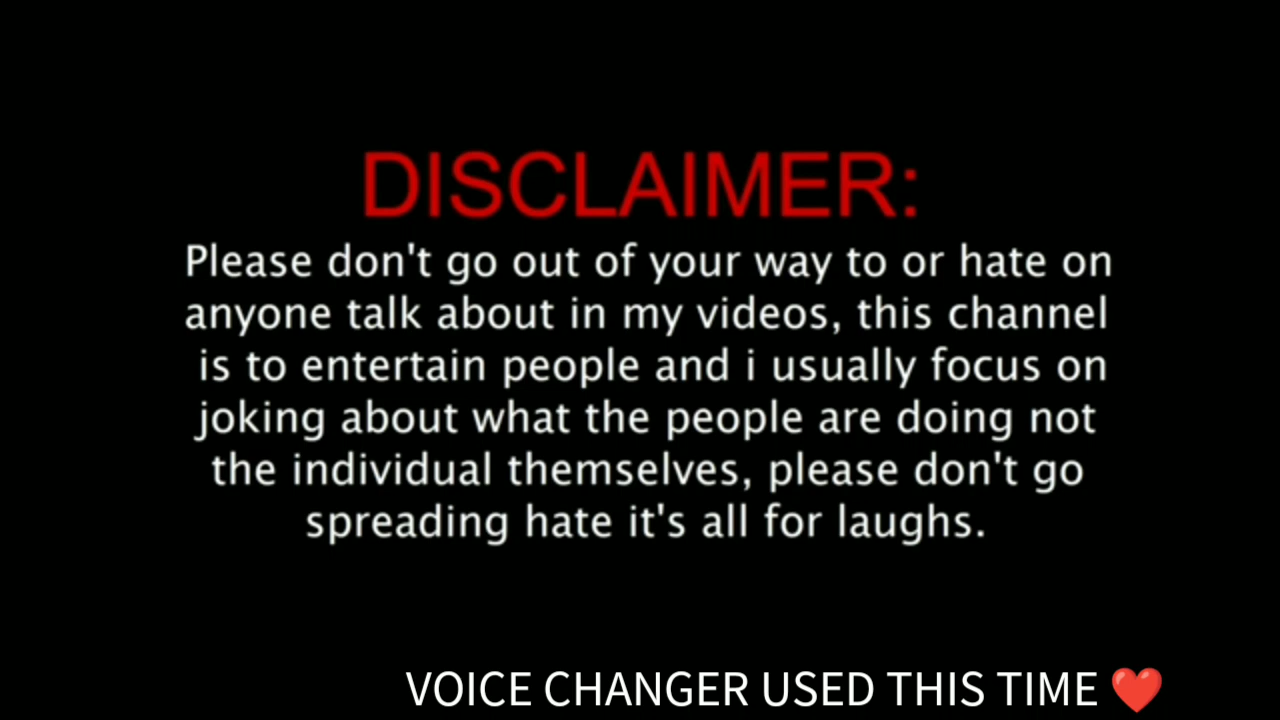 DISCLAIMER:
Please don't go out of your way to or hate on
anyone talk about in my videos, this channel
is to entertain people and i usually focus on
joking about what the people are doing not
the individual themselves, please don't go
spreading hate it's all for laughs.
VOICE CHANGER USED THIS TIME ❤️